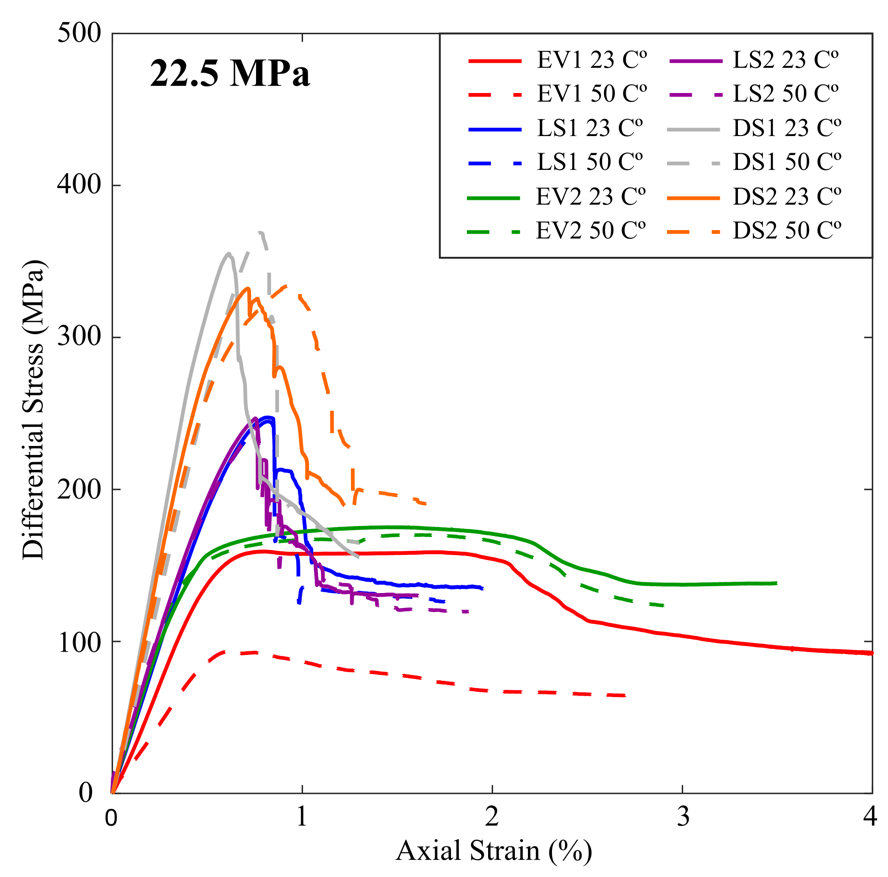 500
400
300
200
100
0
Differential Stress (MPa)
22.5 MPa
EV1 23 Cº
EV1 50 Cº
LS1 23 Cº
LS1 50 Cº
EV2 23 Cº
EV2 50 Cº
LS2 23 Cº
LS2 50 Cº
DS1 23 Cº
DS1 50 Cº
DS2 23 Cº
DS2 50 Cº
0 1 2 3 4
Axial Strain (%)